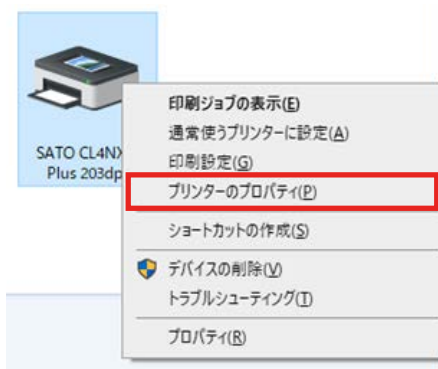 SATO CL4NX
Plus 203dp
印刷ジョブの表示(E)
通常使うプリンターに設定(A)
印刷設定(G)
プリンターのプロパティ(P)
ショートカットの作成(S)
デバイスの削除(V)
トラブルシューティング(T)
プロパティ(R)